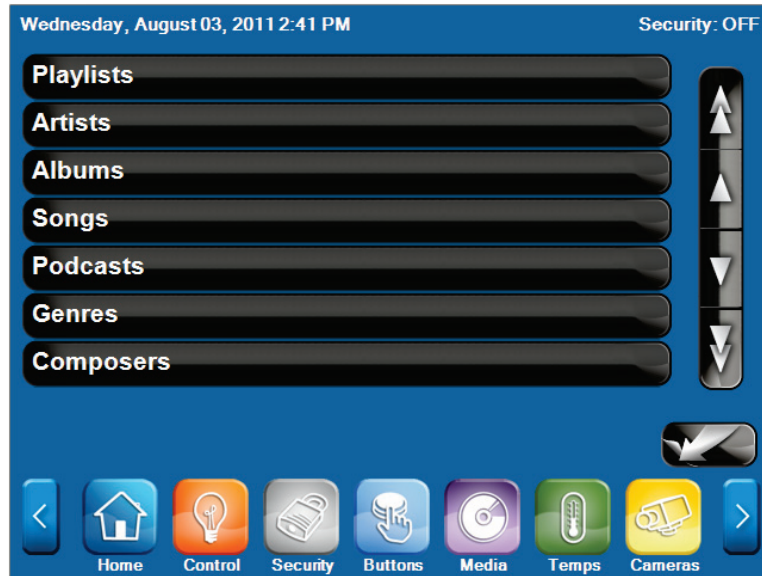 Wednesday, August 03, 2011 2:41 PM Security: OFF
Playlists
Artists
Albums
Songs
Podcasts
Genres
Composers
Home Control Security Buttons Media Temps Cameras